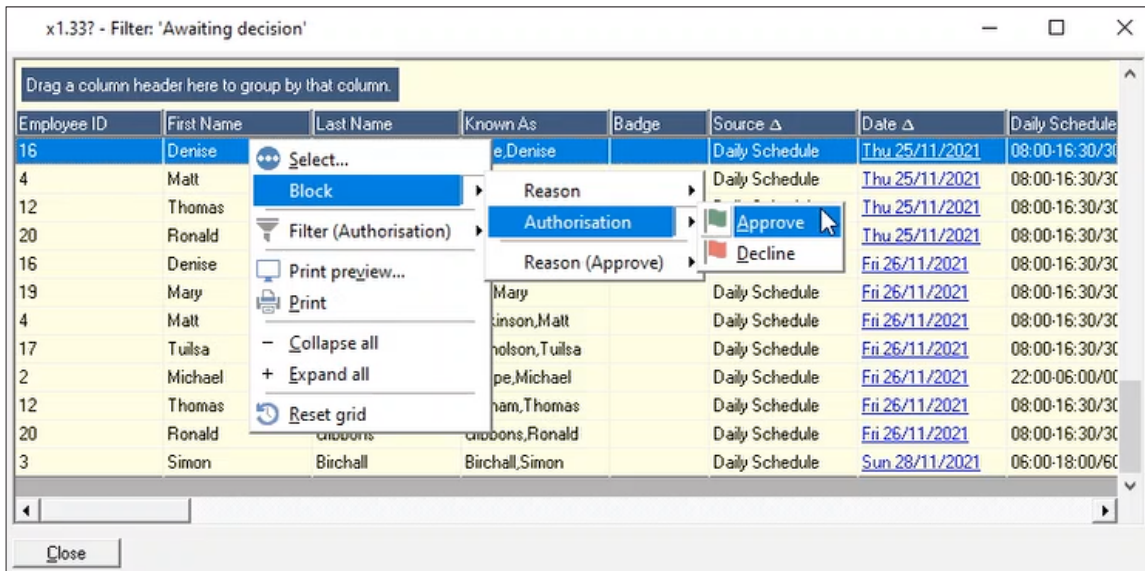 x1.33? - Filter: 'Awaiting decision'
Drag a column header here to group by that column.
Employee ID First Name Last Name Known As Badge Source Date Daily Schedule
16 Denise e,Denise Daily Schedule Thu 25/11/2021 08:00-16:30/30
4 Matt Daily Schedule Thu 25/11/2021 08:00-16:30/30
12 Thomas Thu 25/11/2021 08:00-16:30/30
20 Ronald Thu 25/11/2021 08:00-16:30/30
16 Denise Fri 26/11/2021 08:00-16:30/30
19 Mary Mary Daily Schedule Fri 26/11/2021 08:00-16:30/30
4 Matt inson,Matt Daily Schedule Fri 26/11/2021 08:00-16:30/30
17 Tuilsa holson,Tuilsa Daily Schedule Fri 26/11/2021 08:00-16:30/30
2 Michael pe,Michael Daily Schedule Fri 26/11/2021 22:00-06:00/00
12 Thomas ham,Thomas Daily Schedule Fri 26/11/2021 08:00-16:30/30
20 Ronald Gibbons Gibbons,Ronald Daily Schedule Fri 26/11/2021 08:00-16:30/30
3 Simon Birchall Birchall,Simon Daily Schedule Sun 28/11/2021 06:00-18:00/60
Select...
Block
Filter (Authorisation)
Print preview...
Print
- Collapse all
+ Expand all
Reset grid
Reason
Authorisation
Reason (Approve)
Approve
Decline
Close